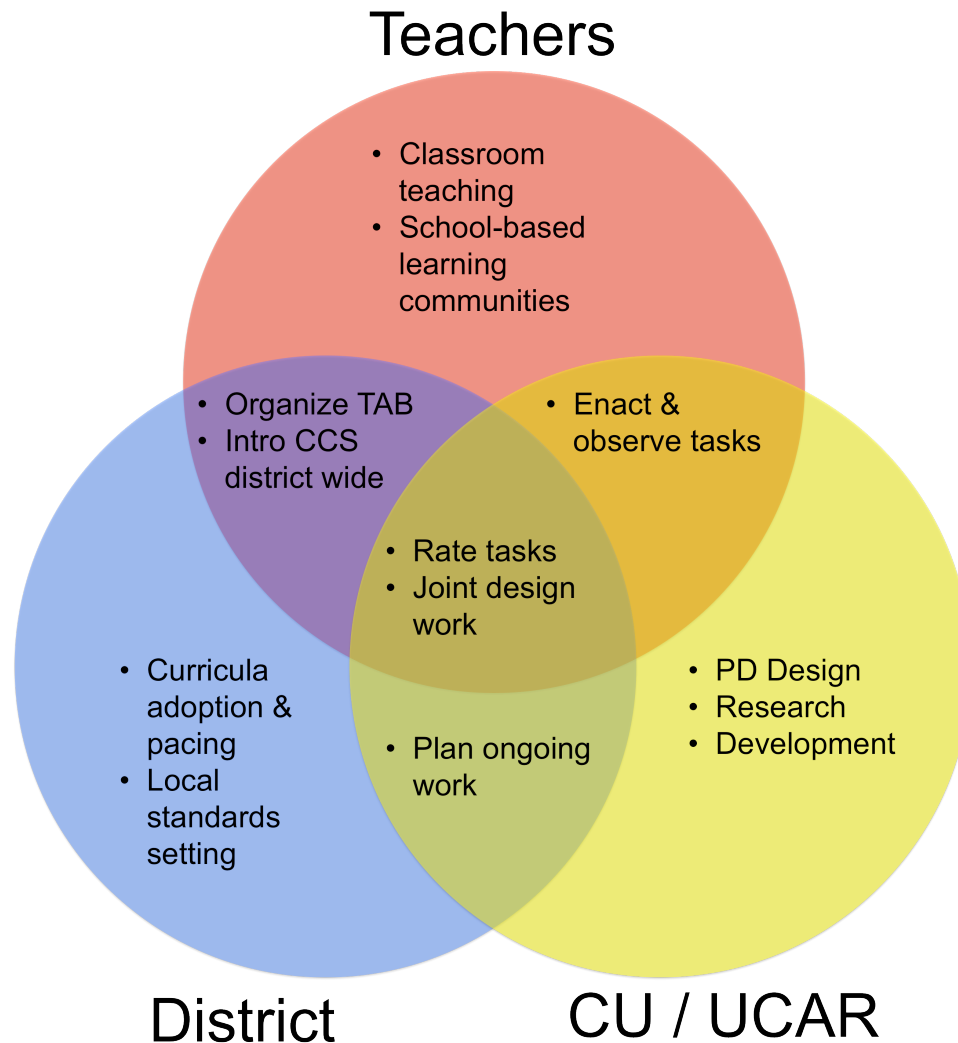 Teachers
• Classroom
teaching
• School-based
learning
communities
• Organize TAB
• Intro CCS
district wide
• Enact &
observe tasks
• Rate tasks
• Joint design
work
• Curricula
adoption &
pacing
• Local
standards
setting
• Plan ongoing
work
• PD Design
• Research
• Development
District
CU / UCAR